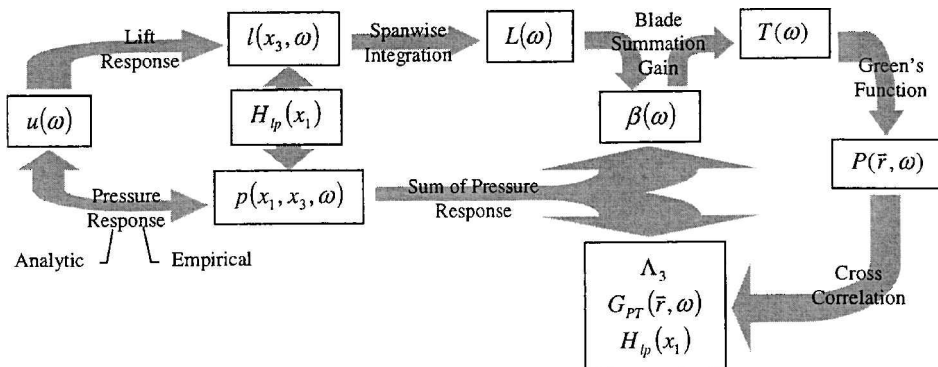 Lift
Response
l(x₃, ω)
Spanwise
Integration
L(ω)
Blade
Summation
Gain
T(ω)
Green's
Function
u(ω)
H_lp(x₁)
β(ω)
P(r⃗, ω)
Pressure
Response
p(x₁, x₃, ω)
Sum of Pressure
Response
Analytic
Empirical
Λ₃
G_PT(r⃗, ω)
H_lp(x₁)
Cross
Correlation